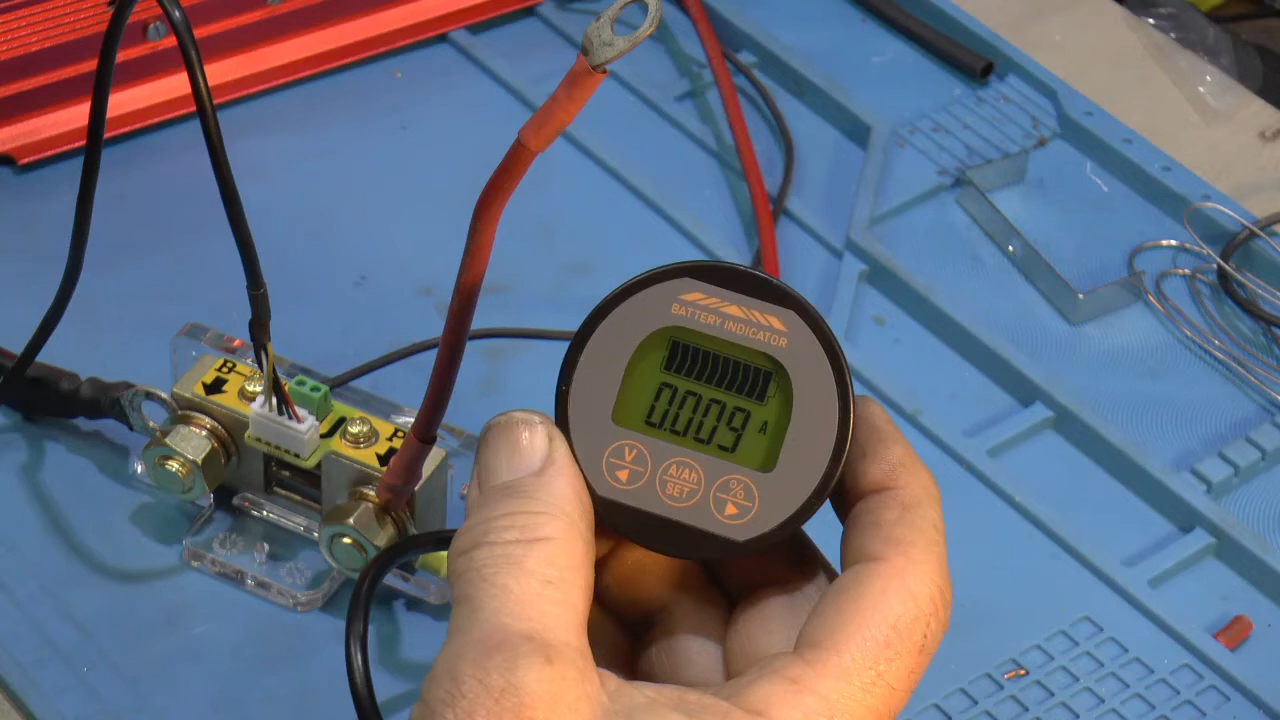 BATTERY INDICATOR
0.009 A
V
A/Ah
SET
%
B-
P-